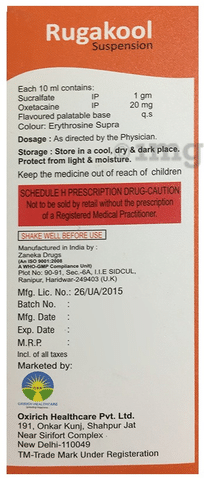 Rugakool
Suspension
Each 10 ml contains:
Sucralfate IP 1 gm
Oxetacaine IP 20 mg
Flavoured palatable base q.s
Colour: Erythrosine Supra
Dosage : As directed by the Physician.
Storage : Store in a cool, dry & dark place.
Protect from light & moisture.
Keep the medicine out of reach of children
SCHEDULE H PRESCRIPTION DRUG-CAUTION
Not to be sold by retail without the prescription
of a Registered Medical Practitioner.
SHAKE WELL BEFORE USE
Manufactured in India by :
Zaneka Drugs
(An ISO 9001:2008
A WHO-GMP Compliance Unit)
Plot No: 90-91, Sec.-6A, I.I.E SIDCUL,
Ranipur, Haridwar-249403 (U.K)
Mfg. Lic. No.: 26/UA/2015
Batch No. :
Mfg. Date :
Exp. Date :
M.R.P. :
Incl. of all taxes
Marketed by:
OXIRICH HEALTHCARE
Oxirich Healthcare Pvt. Ltd.
191, Onkar Kunj, Shahpur Jat
Near Sirifort Complex
New Delhi-110049
TM-Trade Mark Under Registeration